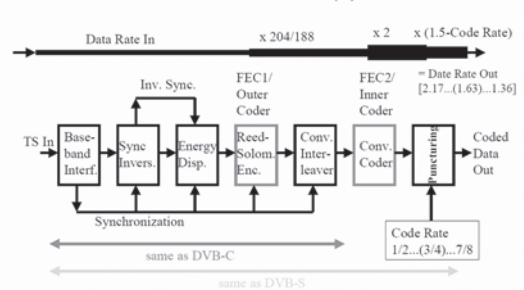 Data Rate In
x 204/188
x 2
x (1.5-Code Rate)
= Date Rate Out
[2.17...(1.63)...1.36]
Inv. Sync.
FEC1/
Outer
Coder
FEC2/
Inner
Coder
TS In
Base-
band
Interf.
Sync
Invers.
Energy
Disp.
Reed-
Solom.
Enc.
Conv.
Inter-
leaver
Conv.
Coder
Puncturing
Coded
Data
Out
Synchronization
Code Rate
1/2...(3/4)...7/8
same as DVB-C
same as DVB-S